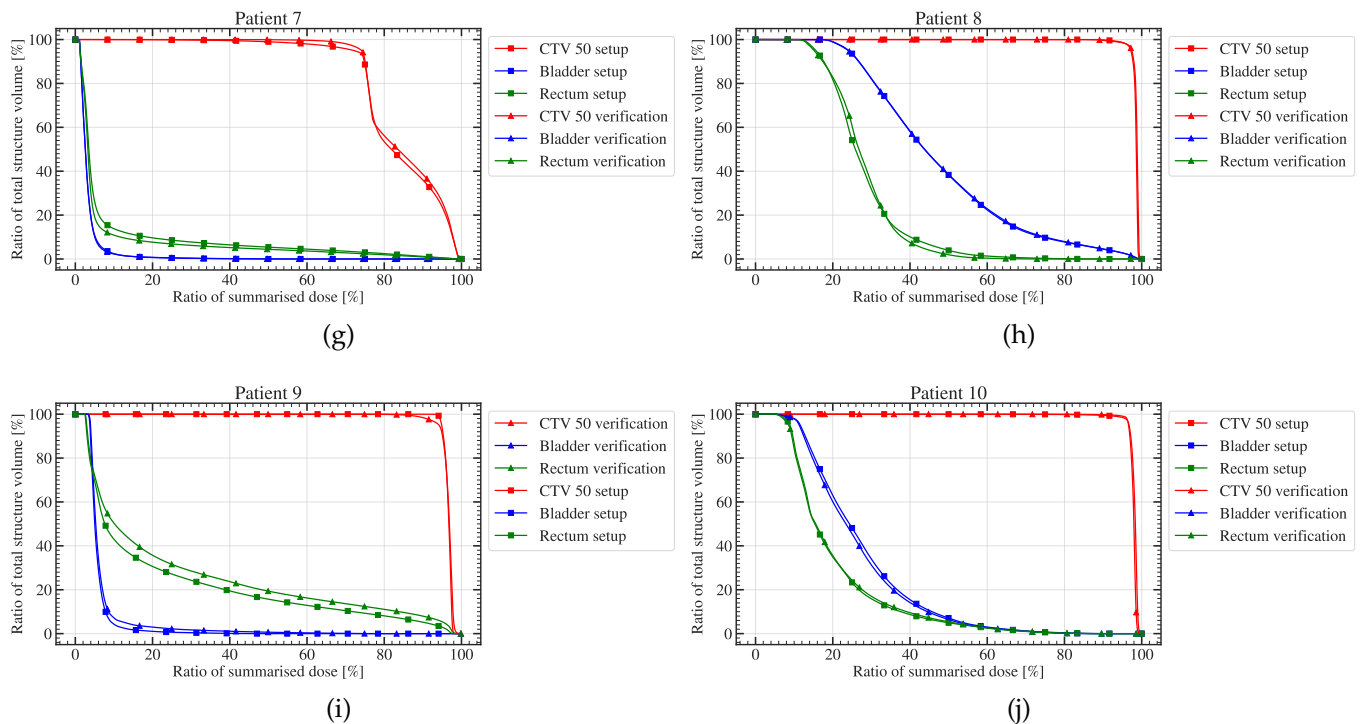 Patient 7
Ratio of total structure volume [%]
100
80
60
40
20
0
0 20 40 60 80 100
Ratio of summarised dose [%]
CTV 50 setup
Bladder setup
Rectum setup
CTV 50 verification
Bladder verification
Rectum verification
(g)
Patient 8
Ratio of total structure volume [%]
100
80
60
40
20
0
0 20 40 60 80 100
Ratio of summarised dose [%]
CTV 50 setup
Bladder setup
Rectum setup
CTV 50 verification
Bladder verification
Rectum verification
(h)
Patient 9
Ratio of total structure volume [%]
100
80
60
40
20
0
0 20 40 60 80 100
Ratio of summarised dose [%]
CTV 50 verification
Bladder verification
Rectum verification
CTV 50 setup
Bladder setup
Rectum setup
(i)
Patient 10
Ratio of total structure volume [%]
100
80
60
40
20
0
0 20 40 60 80 100
Ratio of summarised dose [%]
CTV 50 setup
Bladder setup
Rectum setup
CTV 50 verification
Bladder verification
Rectum verification
(j)